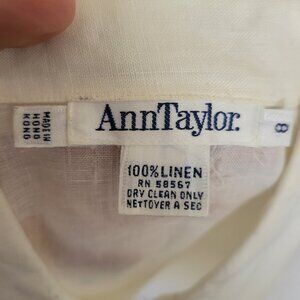 MADE IN
HONG
KONG
AnnTaylor.
8
100% LINEN
RN 58567
DRY CLEAN ONLY
NETTOYER A SEC